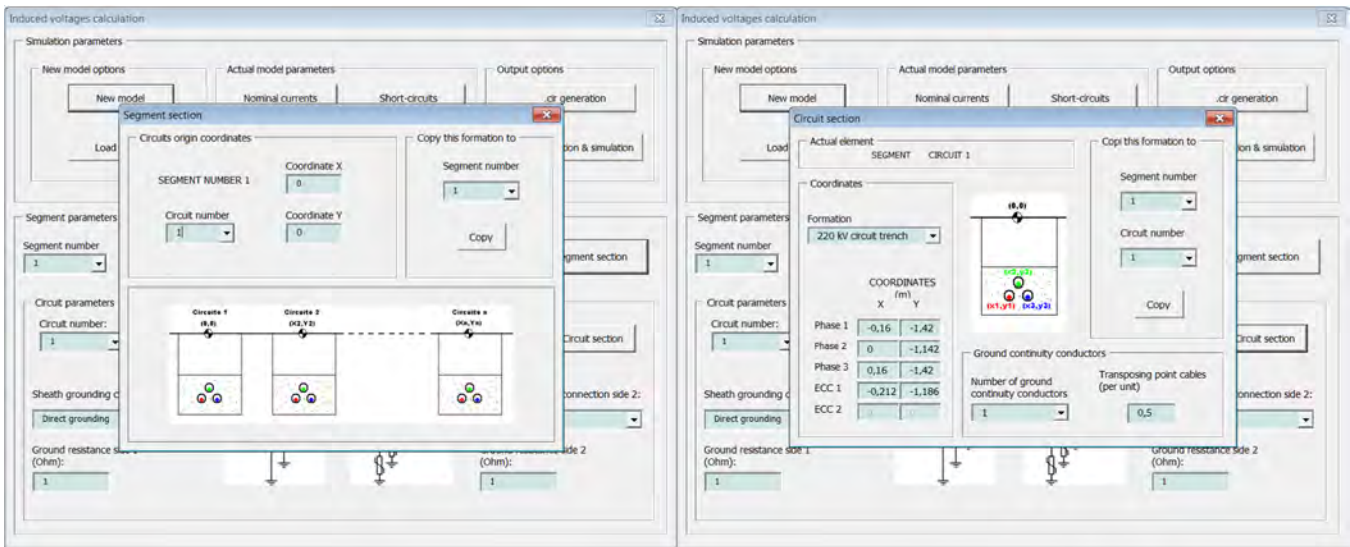 Induced voltages calculation
Simulation parameters
New model options
Actual model parameters
Output options
New model
Nominal currents
Short-circuits
.cir generation
Load
ion & simulation
Segment section
Circuits origin coordinates
Copy this formation to
SEGMENT NUMBER 1
Coordinate X
0
Segment number
1
Circuit number
1
Coordinate Y
0
Copy
Segment parameters
Segment number
1
gment section
Circuit parameters
Circuit number:
1
Circuit section
Circuite 1
(0,0)
Circuite 2
(X2,Y2)
Circuite n
(Xn,Yn)
Sheath grounding c
Direct grounding
onnection side 2:
Ground resistance side 1
(Ohm):
1
Ground resistance side 2
(Ohm):
1
Induced voltages calculation
Simulation parameters
New model options
Actual model parameters
Output options
New model
Nominal currents
Short-circuits
.cir generation
Load
ion & simulation
Circuit section
Actual element
SEGMENT CIRCUIT 1
Copi this formation to
Segment number
1
Circuit number
1
Copy
Coordinates
Formation
220 kV circuit trench
(0,0)
(x2,y2)
(x1,y1)
(x3,y3)
COORDINATES
(m)
X Y
Phase 1 -0,16 -1,42
Phase 2 0 -1,142
Phase 3 0,16 -1,42
ECC 1 -0,212 -1,186
ECC 2 0 0
Ground continuity conductors
Number of ground
continuity conductors
1
Transposing point cables
(per unit)
0,5
Segment parameters
Segment number
1
gment section
Circuit parameters
Circuit number:
1
Circuit section
Sheath grounding c
Direct grounding
onnection side 2:
Ground resistance side 1
(Ohm):
1
Ground resistance side 2
(Ohm):
1